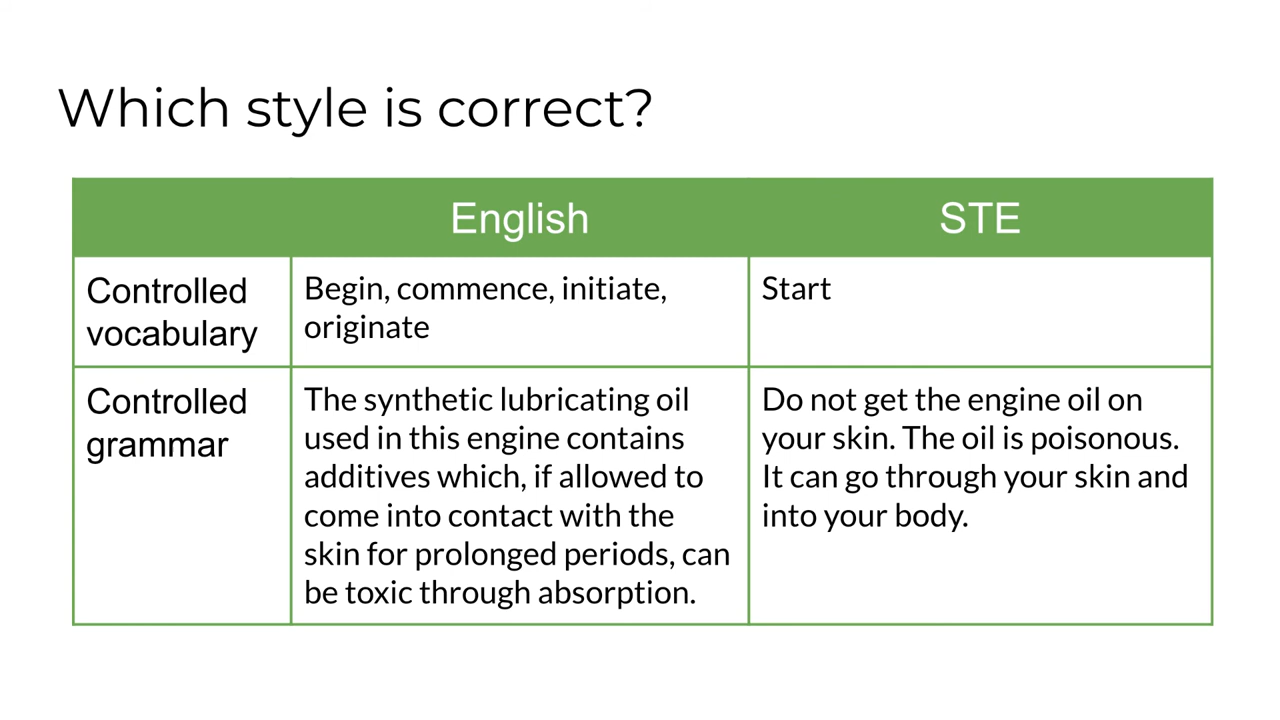 Which style is correct?
English
STE
Controlled
vocabulary
Begin, commence, initiate,
originate
Start
Controlled
grammar
The synthetic lubricating oil
used in this engine contains
additives which, if allowed to
come into contact with the
skin for prolonged periods, can
be toxic through absorption.
Do not get the engine oil on
your skin. The oil is poisonous.
It can go through your skin and
into your body.